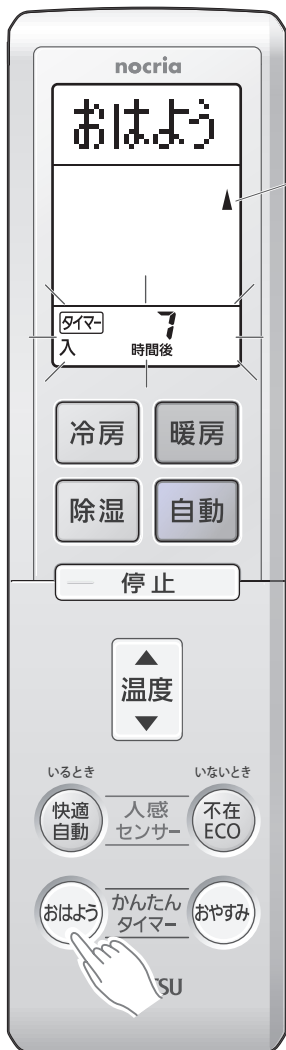 nocria
おはよう
タイマー 7
入 時間後
冷房 暖房
除湿 自動
停止
温度
いるとき いないとき
快適 人感 不在
自動 センサー ECO
おはよう かんたん おやすみ
タイマー